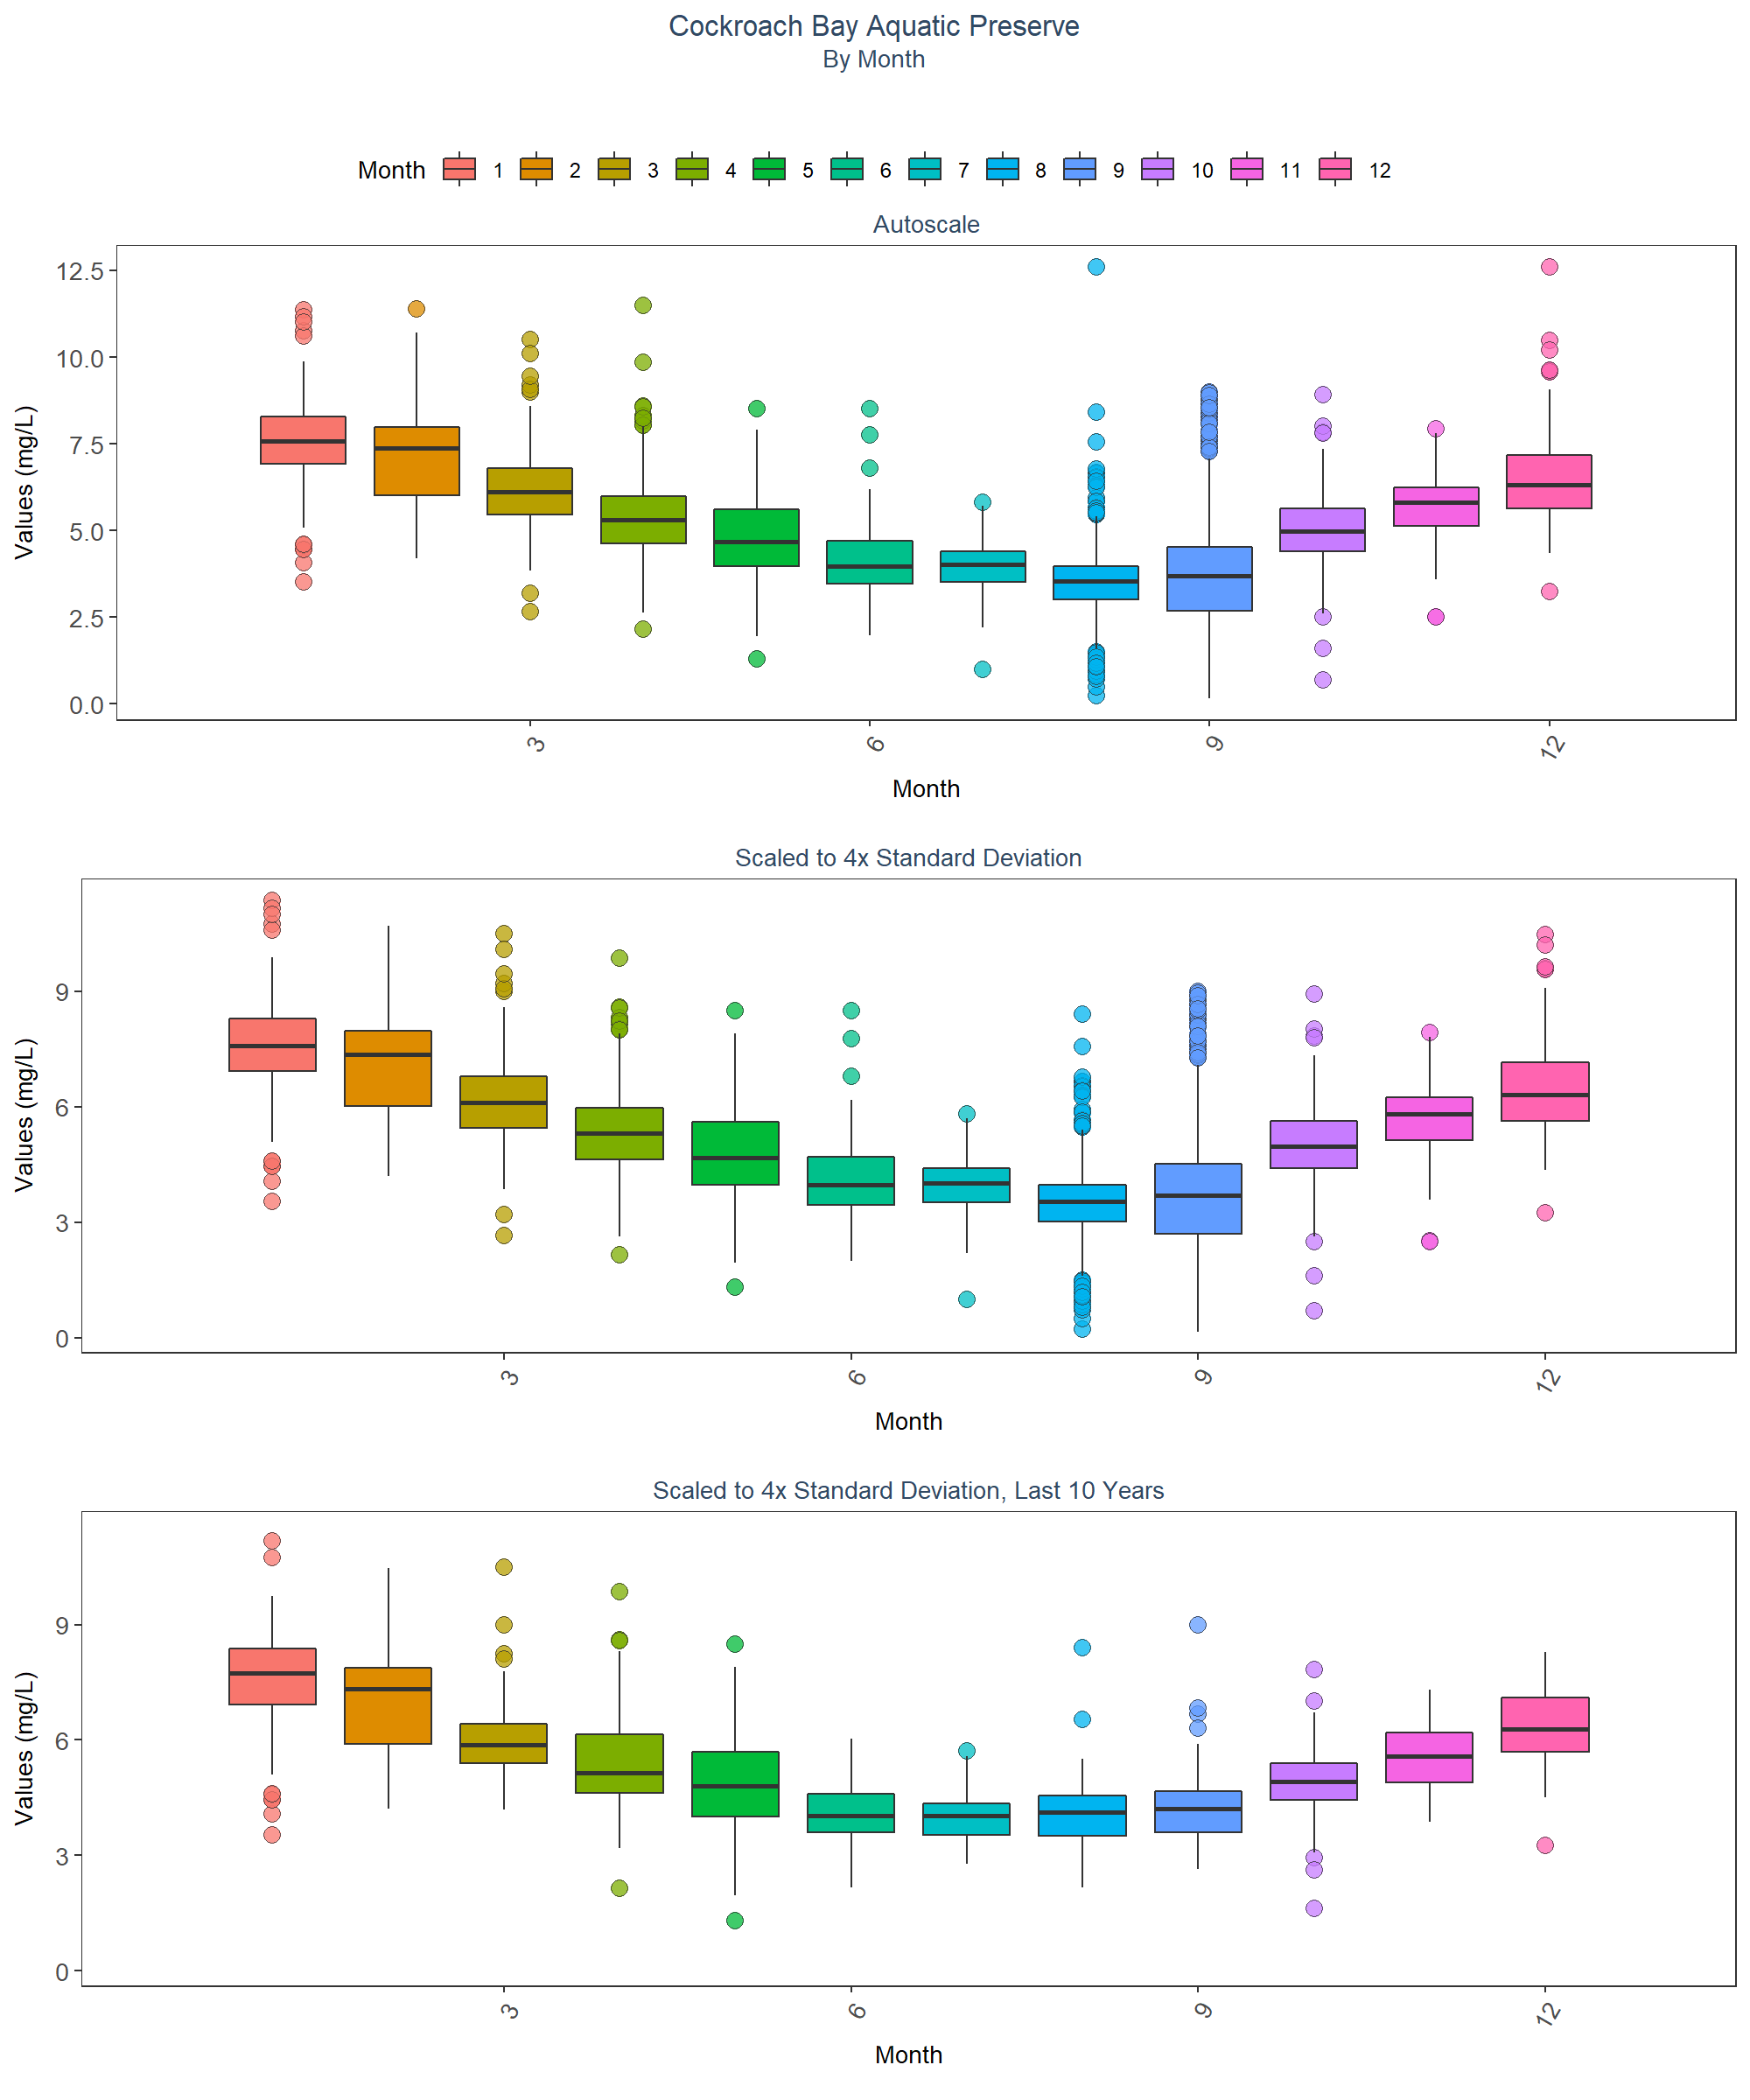 Cockroach Bay Aquatic Preserve
By Month
Month 1 2 3 4 5 6 7 8 9 10 11 12
Autoscale
Values (mg/L)
12.5
10.0
7.5
5.0
2.5
0.0
3 6 9 12
Month
Scaled to 4x Standard Deviation
Values (mg/L)
9
6
3
0
3 6 9 12
Month
Scaled to 4x Standard Deviation, Last 10 Years
Values (mg/L)
9
6
3
0
3 6 9 12
Month